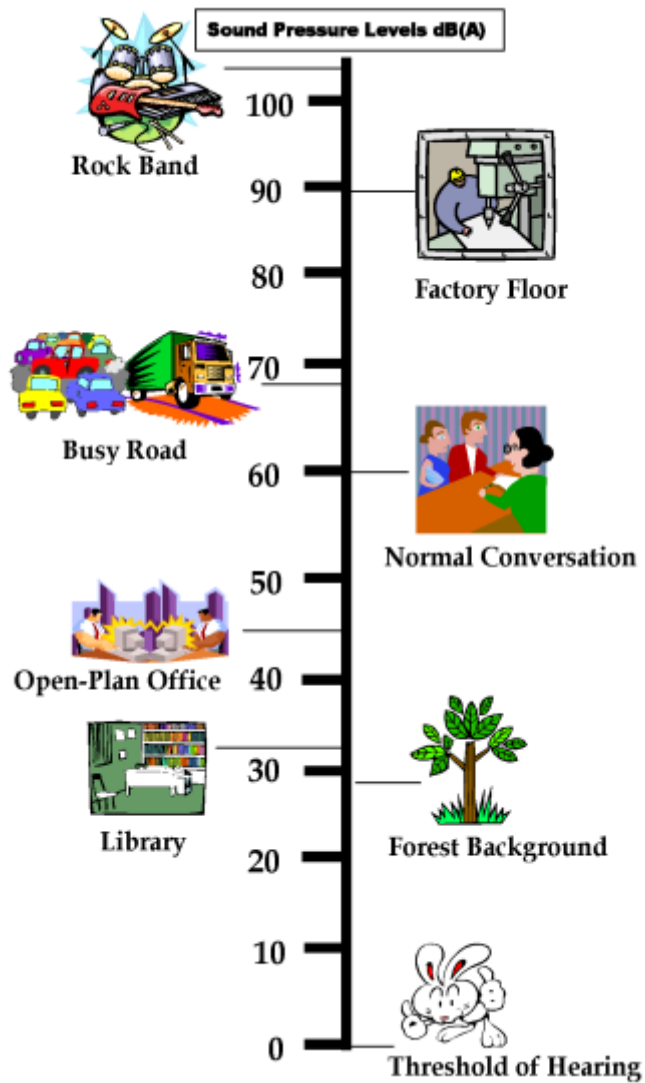 Sound Pressure Levels dB(A)
100
Rock Band
90
80
Factory Floor
70
Busy Road
60
Normal Conversation
50
Open-Plan Office
40
30
Library
Forest Background
20
10
0
Threshold of Hearing